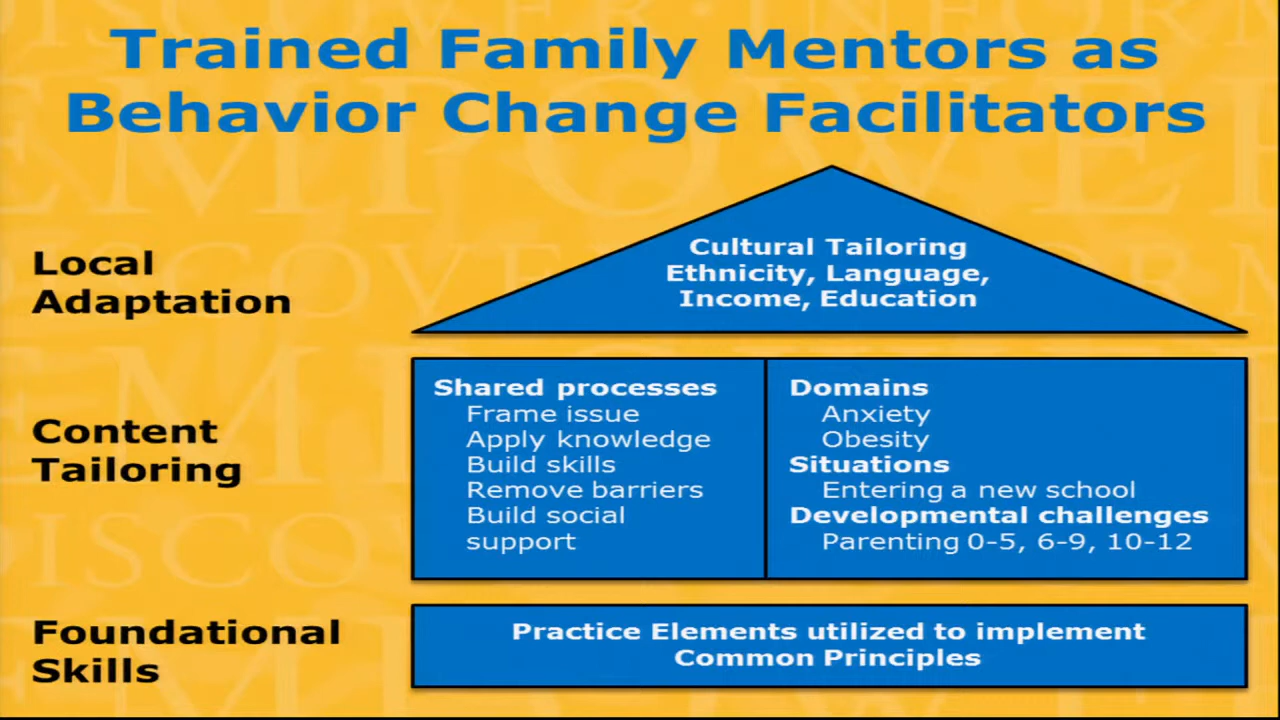 Trained Family Mentors as
Behavior Change Facilitators
Local
Adaptation
Cultural Tailoring
Ethnicity, Language,
Income, Education
Content
Tailoring
Shared processes
Frame issue
Apply knowledge
Build skills
Remove barriers
Build social
support
Domains
Anxiety
Obesity
Situations
Entering a new school
Developmental challenges
Parenting 0-5, 6-9, 10-12
Foundational
Skills
Practice Elements utilized to implement
Common Principles